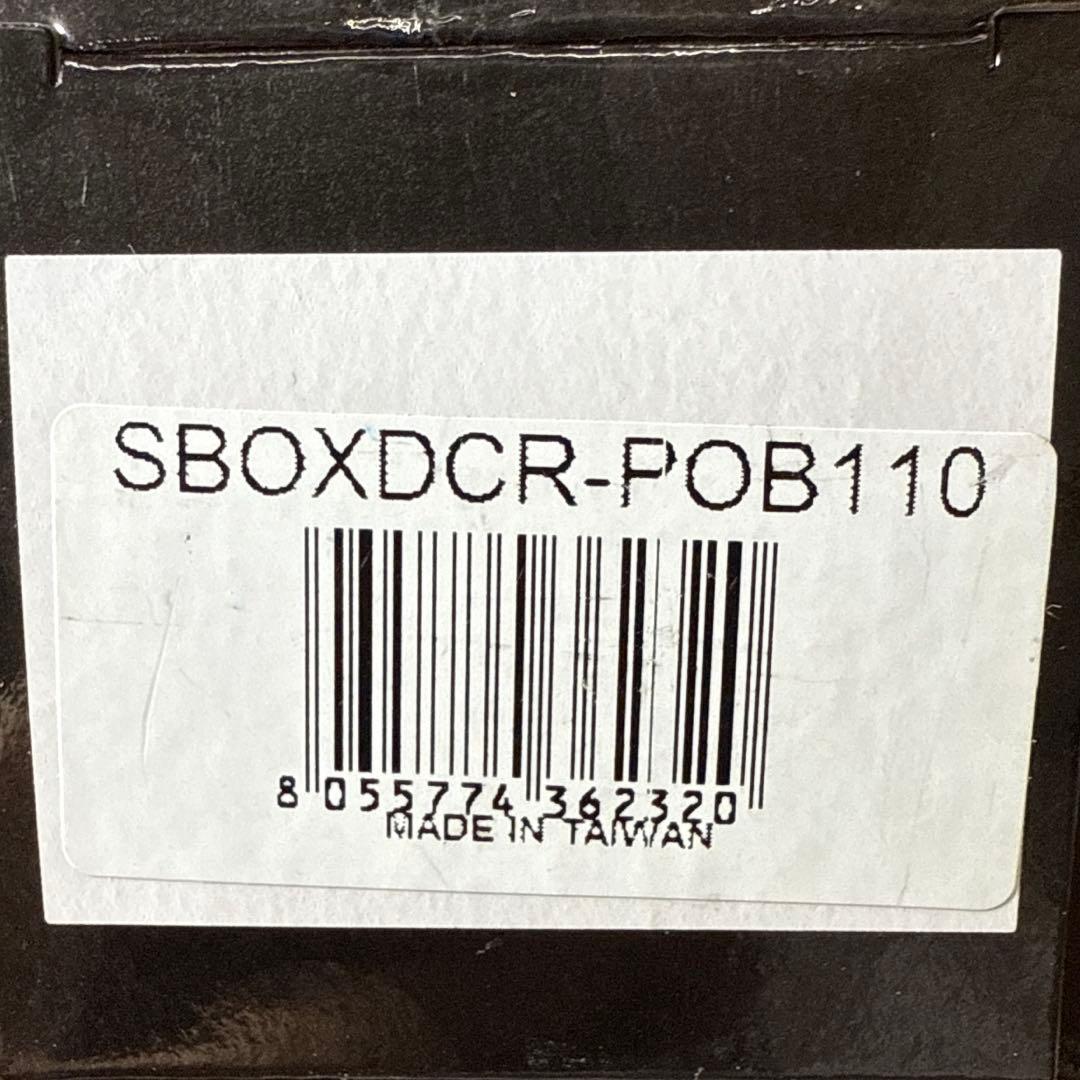 SBOXDCR-POB110
8 055774 362320
MADE IN TAIWAN